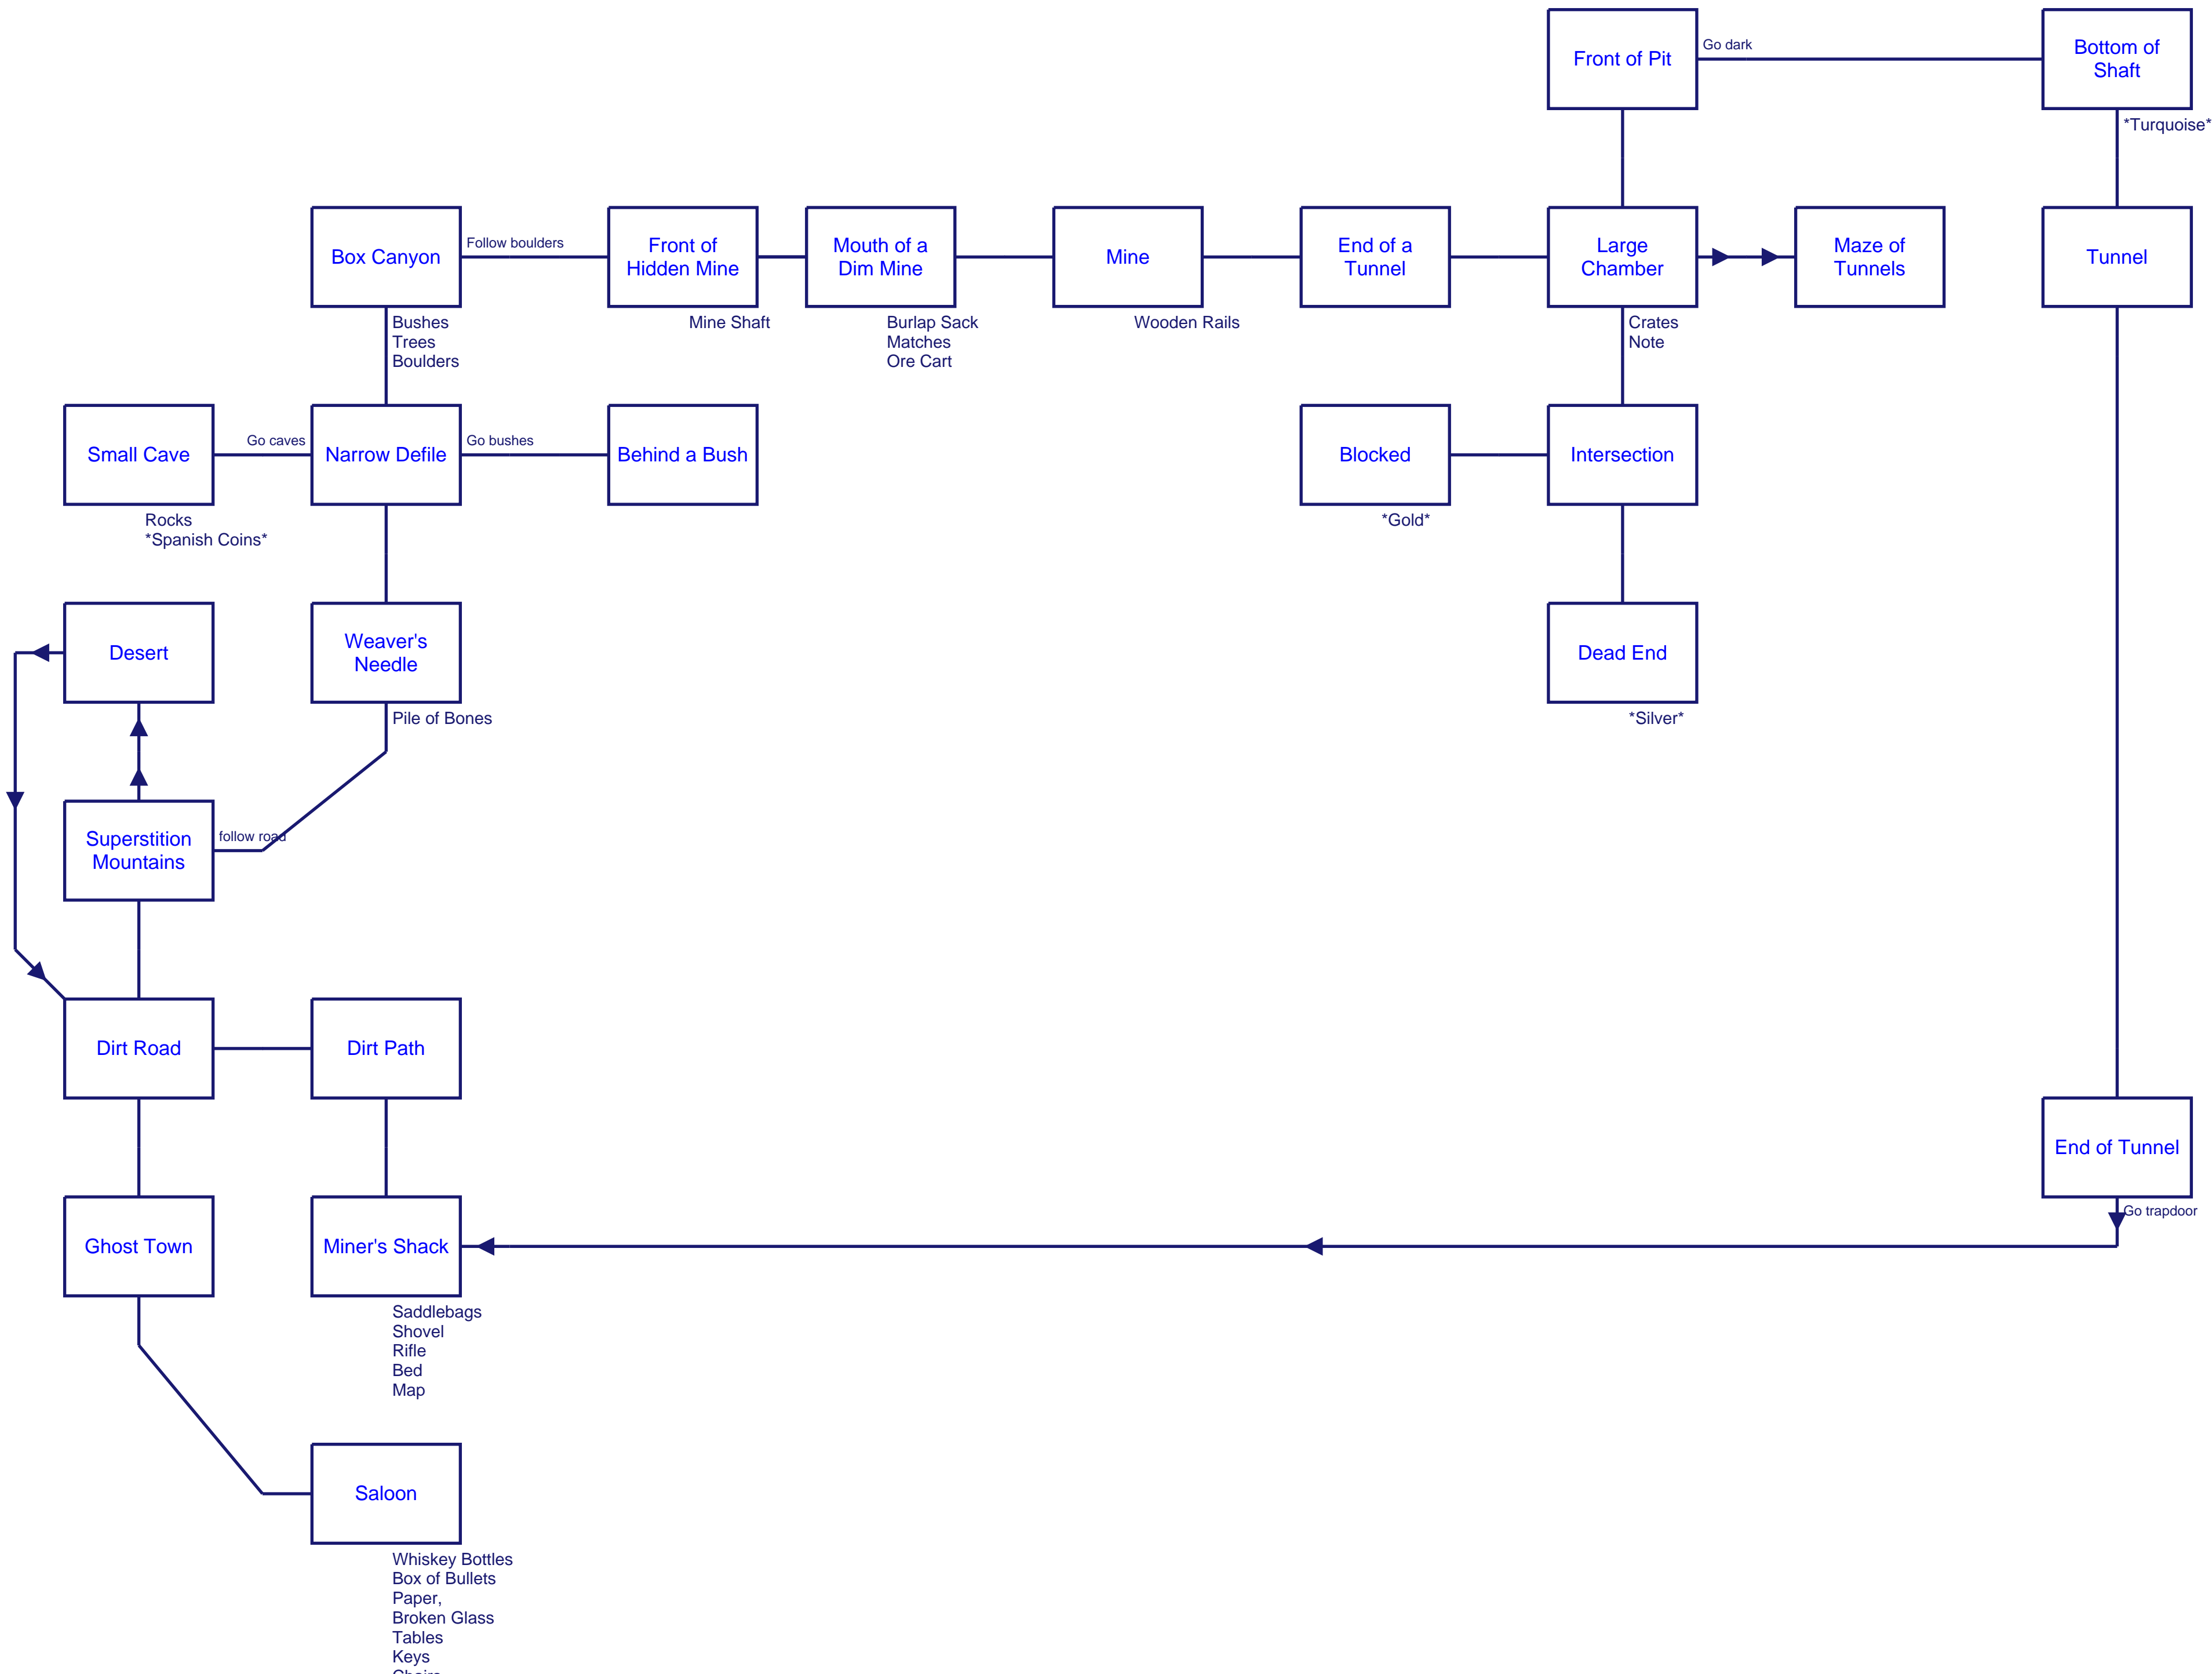 Front of Pit
Go dark
Bottom of
Shaft
*Turquoise*
Box Canyon
Follow boulders
Front of
Hidden Mine
Mouth of a
Dim Mine
Mine
End of a
Tunnel
Large
Chamber
Maze of
Tunnels
Tunnel
Bushes
Trees
Boulders
Mine Shaft
Burlap Sack
Matches
Ore Cart
Wooden Rails
Crates
Note
Small Cave
Go caves
Narrow Defile
Go bushes
Behind a Bush
Blocked
Intersection
Rocks
*Spanish Coins*
*Gold*
Desert
Weaver's
Needle
Dead End
Pile of Bones
*Silver*
Superstition
Mountains
follow road
Dirt Road
Dirt Path
End of Tunnel
Go trapdoor
Ghost Town
Miner's Shack
Saddlebags
Shovel
Rifle
Bed
Map
Saloon
Whiskey Bottles
Box of Bullets
Paper,
Broken Glass
Tables
Keys